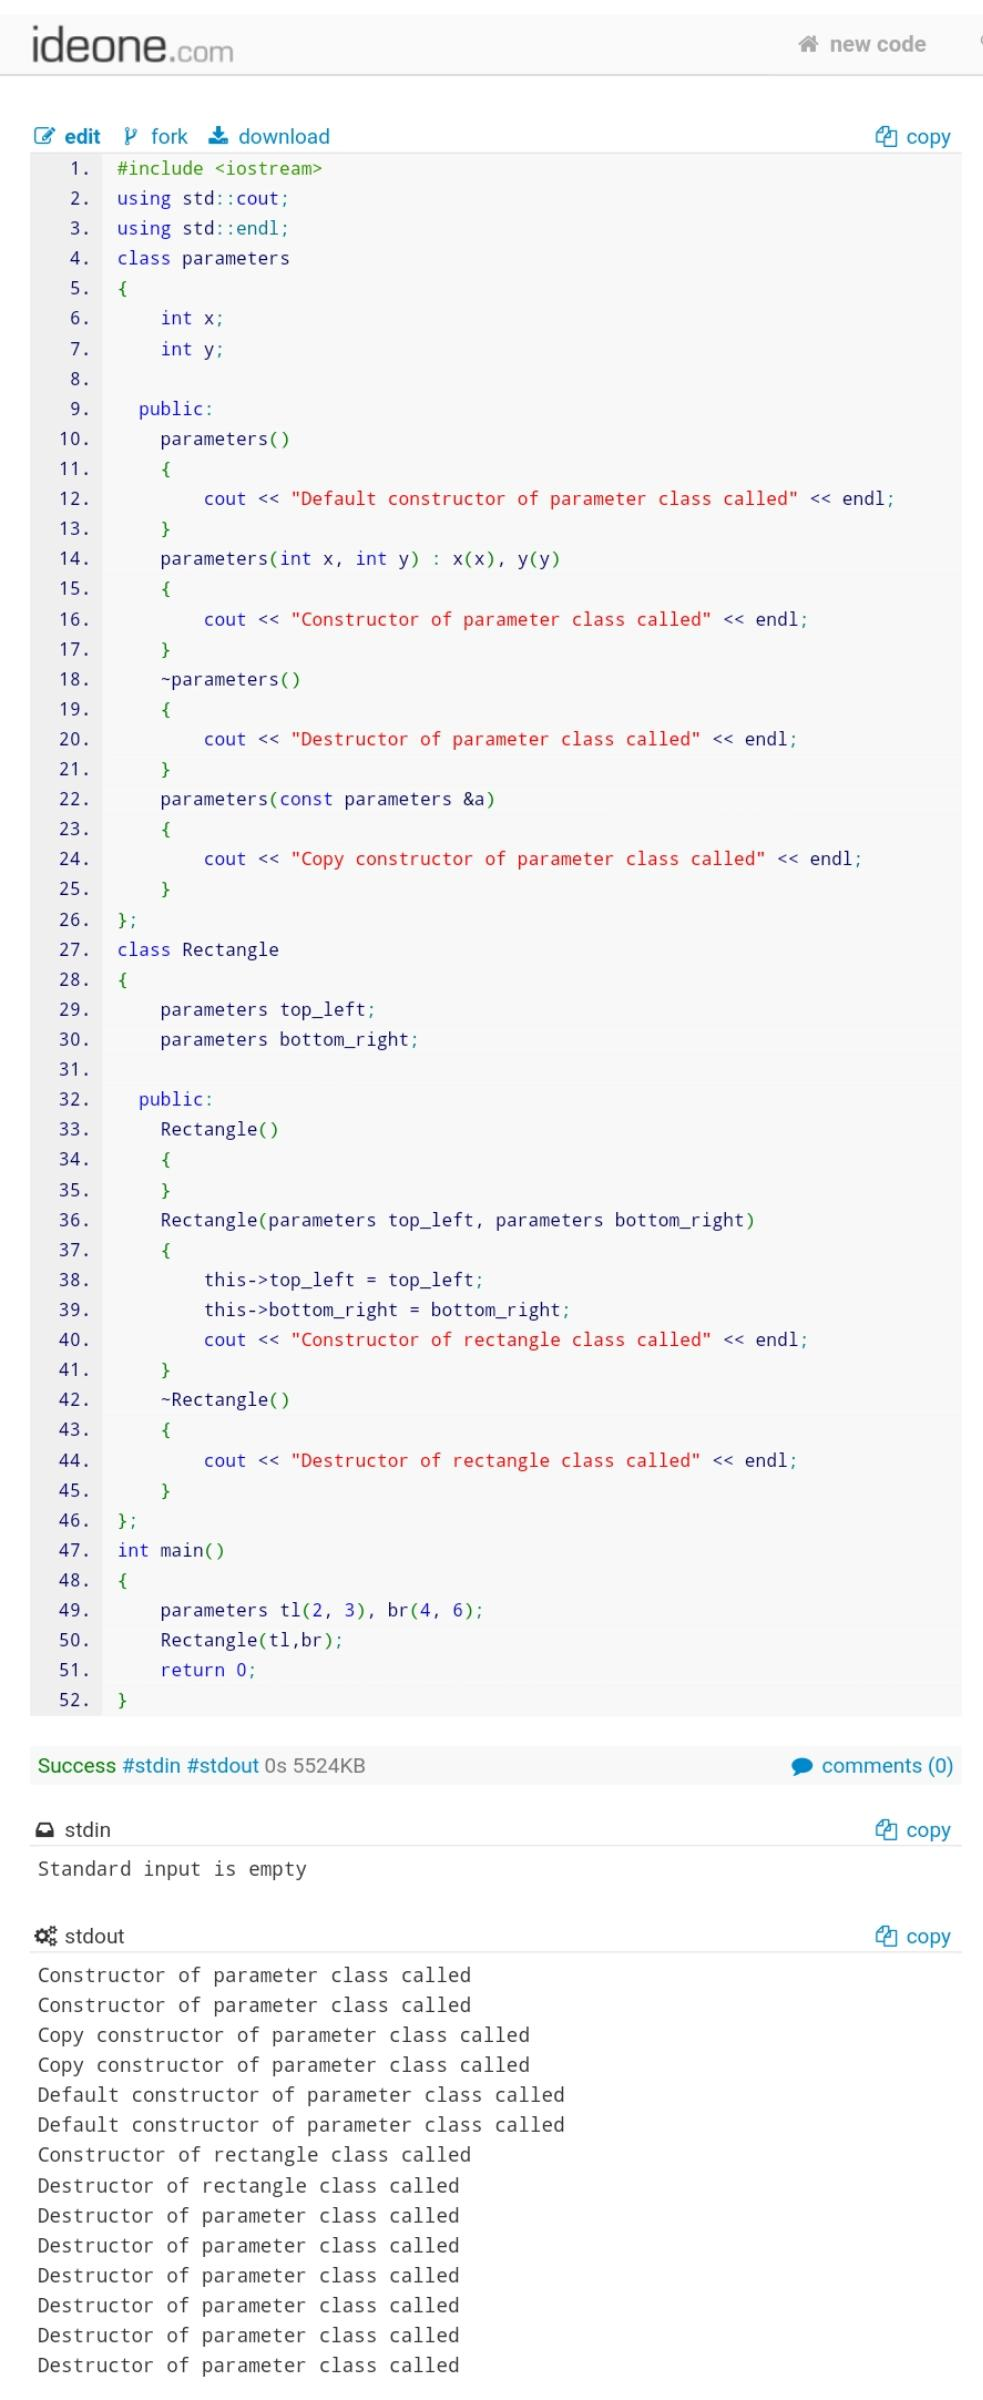 ideone.com new code
edit fork download copy
1. #include <iostream>
2. using std::cout;
3. using std::endl;
4. class parameters
5. {
6.     int x;
7.     int y;
8.
9.   public:
10.     parameters()
11.     {
12.         cout << "Default constructor of parameter class called" << endl;
13.     }
14.     parameters(int x, int y) : x(x), y(y)
15.     {
16.         cout << "Constructor of parameter class called" << endl;
17.     }
18.     ~parameters()
19.     {
20.         cout << "Destructor of parameter class called" << endl;
21.     }
22.     parameters(const parameters &a)
23.     {
24.         cout << "Copy constructor of parameter class called" << endl;
25.     }
26. };
27. class Rectangle
28. {
29.     parameters top_left;
30.     parameters bottom_right;
31.
32.   public:
33.     Rectangle()
34.     {
35.     }
36.     Rectangle(parameters top_left, parameters bottom_right)
37.     {
38.         this->top_left = top_left;
39.         this->bottom_right = bottom_right;
40.         cout << "Constructor of rectangle class called" << endl;
41.     }
42.     ~Rectangle()
43.     {
44.         cout << "Destructor of rectangle class called" << endl;
45.     }
46. };
47. int main()
48. {
49.     parameters tl(2, 3), br(4, 6);
50.     Rectangle(tl,br);
51.     return 0;
52. }
Success #stdin #stdout 0s 5524KB comments (0)
stdin copy
Standard input is empty
stdout copy
Constructor of parameter class called
Constructor of parameter class called
Copy constructor of parameter class called
Copy constructor of parameter class called
Default constructor of parameter class called
Default constructor of parameter class called
Constructor of rectangle class called
Destructor of rectangle class called
Destructor of parameter class called
Destructor of parameter class called
Destructor of parameter class called
Destructor of parameter class called
Destructor of parameter class called
Destructor of parameter class called